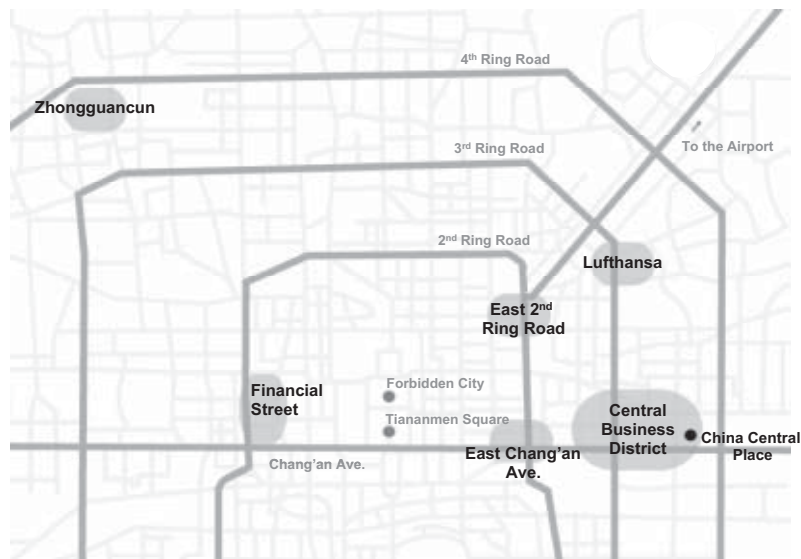 4th Ring Road
Zhongguancun
3rd Ring Road
To the Airport
2nd Ring Road
Lufthansa
East 2nd
Ring Road
Forbidden City
Financial
Street
Tiananmen Square
Central
Business
District
China Central
Place
East Chang’an
Ave.
Chang’an Ave.